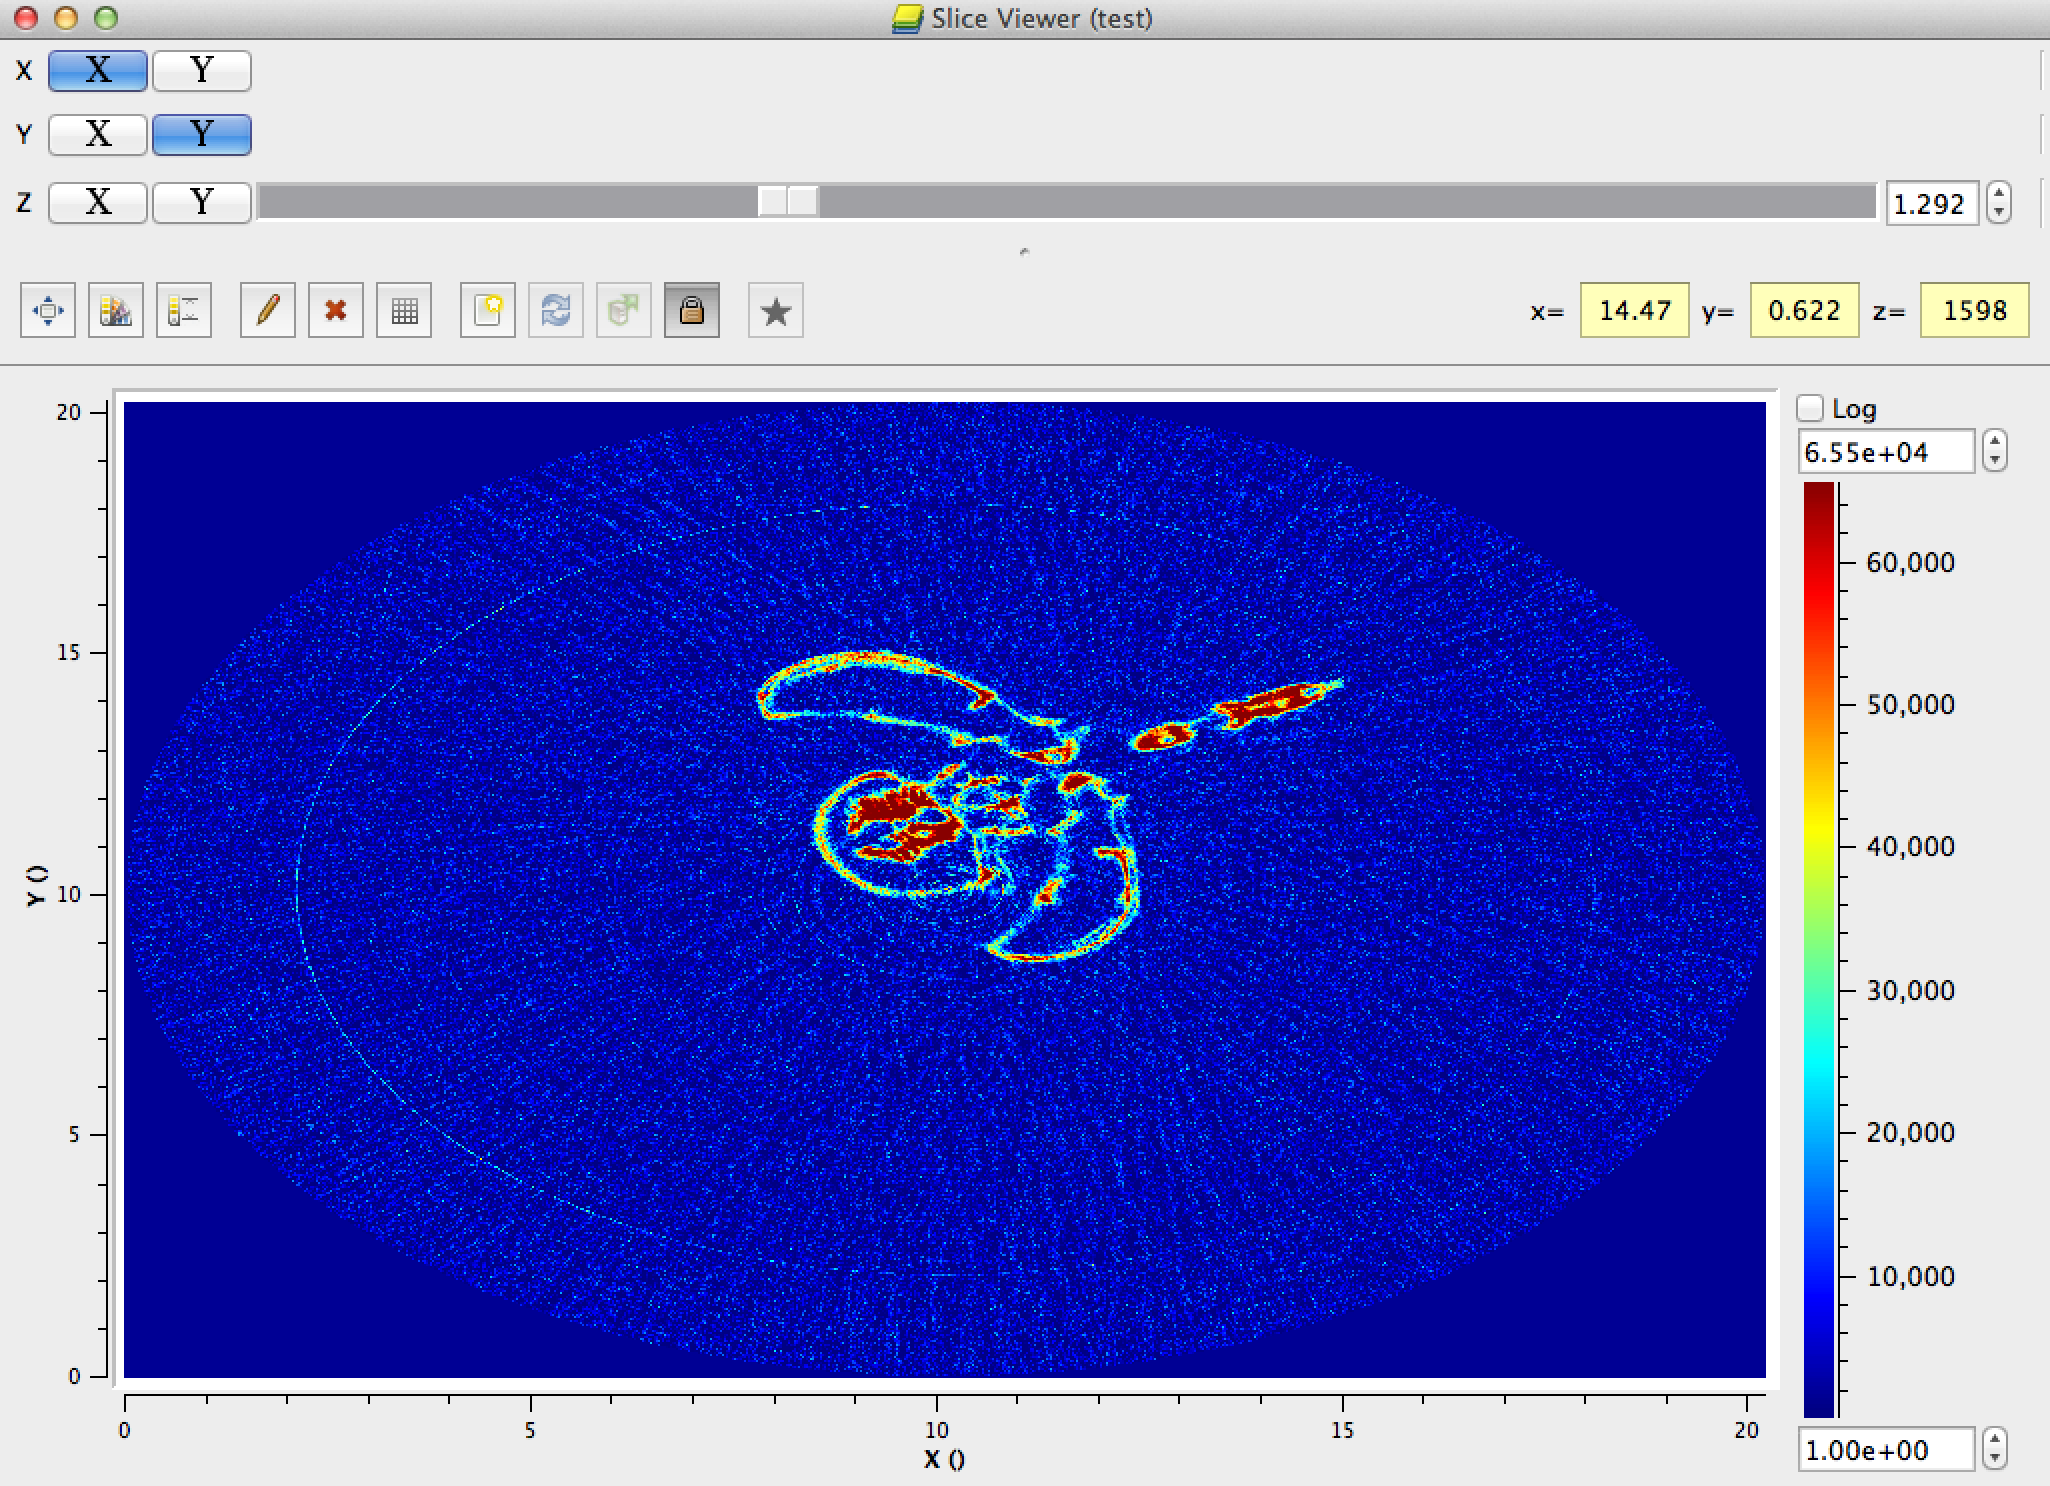 Slice Viewer (test)
X X Y
Y X Y
Z X Y 1.292
x= 14.47 y= 0.622 z= 1598
Log
6.55e+04
60,000
50,000
40,000
30,000
20,000
10,000
1.00e+00
20
15
10
5
0
Y ()
0 5 10 15 20
X ()